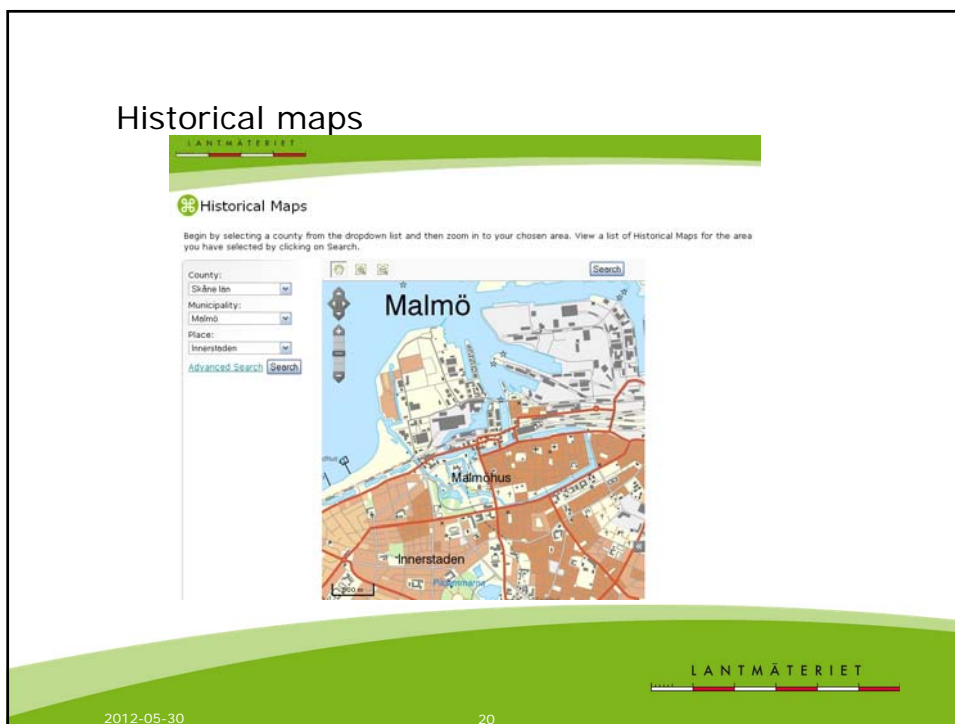 Historical maps
LANTMÄTERIET
Historical Maps
Begin by selecting a county from the dropdown list and then zoom in to your chosen area. View a list of Historical Maps for the area
you have selected by clicking on Search.
County:
Skåne län
Municipality:
Malmö
Place:
Innerstaden
Advanced Search Search
Search
Malmö
Malmöhus
Innerstaden
LANTMÄTERIET
2012-05-30
20